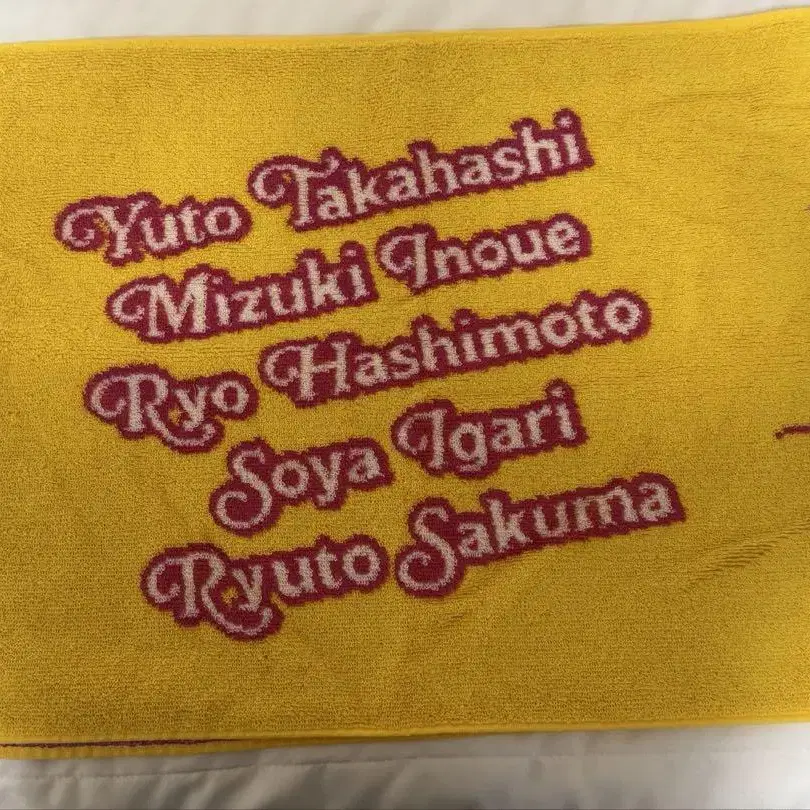 Yuto Takahashi
Mizuki Inoue
Ryo Hashimoto
Soya Igari
Ryuto Sakuma